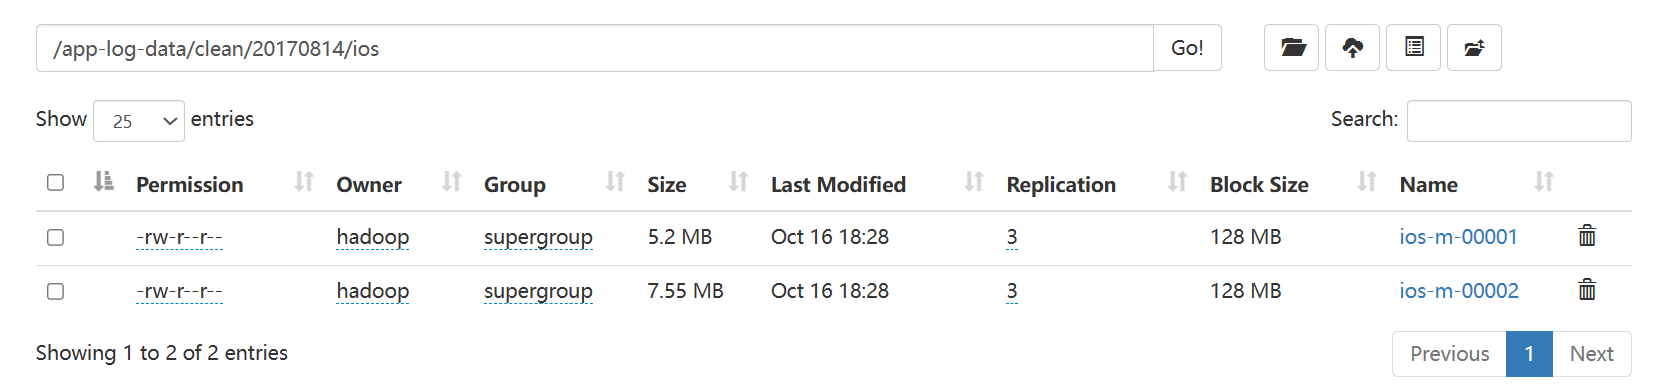 /app-log-data/clean/20170814/ios Go!
Show 25 entries Search:
Permission Owner Group Size Last Modified Replication Block Size Name
-rw-r--r-- hadoop supergroup 5.2 MB Oct 16 18:28 3 128 MB ios-m-00001
-rw-r--r-- hadoop supergroup 7.55 MB Oct 16 18:28 3 128 MB ios-m-00002
Showing 1 to 2 of 2 entries Previous 1 Next